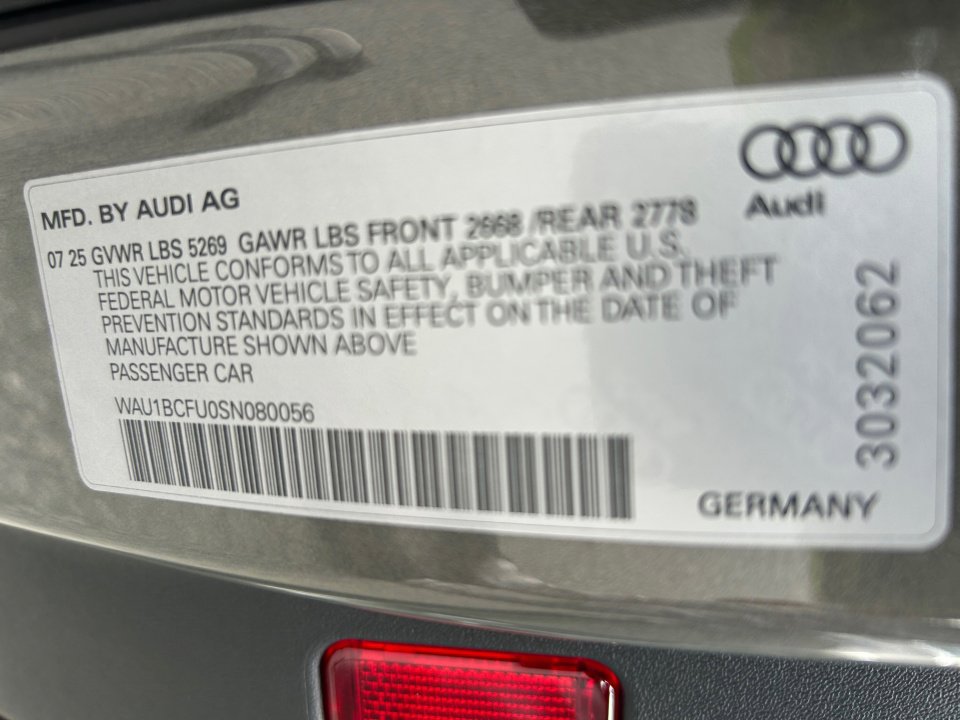 MFD. BY AUDI AG
Audi
07 25 GVWR LBS 5269 GAWR LBS FRONT 2668 /REAR 2778
THIS VEHICLE CONFORMS TO ALL APPLICABLE U.S.
FEDERAL MOTOR VEHICLE SAFETY, BUMPER AND THEFT
PREVENTION STANDARDS IN EFFECT ON THE DATE OF
MANUFACTURE SHOWN ABOVE
PASSENGER CAR
WAU1BCFU0SN080056
3032062
GERMANY